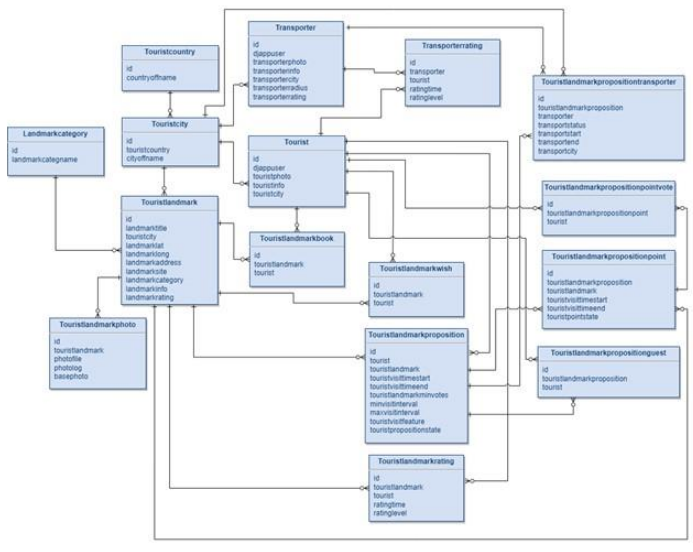 Touristcountry
id
countryoffname
Transporter
id
djappuser
transporterphoto
transporterinfo
transportercity
transporterradius
transporterrating
Transporterrating
id
transporter
tourist
ratingtime
ratinglevel
Touristlandmarkpropositiontransporter
id
touristlandmarkproposition
transporter
transportstatus
transportstart
transportend
transportcity
Landmarkcategory
id
landmarkcategname
Touristcity
id
touristcountry
cityoffname
Tourist
id
djappuser
touristphoto
touristinfo
touristcity
Touristlandmark
id
landmarktitle
touristcity
landmarklat
landmarklong
landmarkaddress
landmarksite
landmarkcategory
landmarkinfo
landmarkrating
Touristlandmarkbook
id
touristlandmark
tourist
Touristlandmarkwish
id
touristlandmark
tourist
Touristlandmarkpropositionpointvote
id
touristlandmarkpropositionpoint
tourist
Touristlandmarkpropositionpoint
id
touristlandmarkproposition
touristlandmark
touristvisittimestart
touristvisittimeend
touristpointstate
Touristlandmarkphoto
id
touristlandmark
photofile
photolog
basephoto
Touristlandmarkproposition
id
tourist
touristlandmark
touristvisittimestart
touristvisittimeend
touristlandmarkminvotes
minvisitinterval
maxvisitinterval
touristvisitfeature
touristpropositionstate
Touristlandmarkpropositionguest
id
touristlandmarkproposition
tourist
Touristlandmarkrating
id
touristlandmark
tourist
ratingtime
ratinglevel